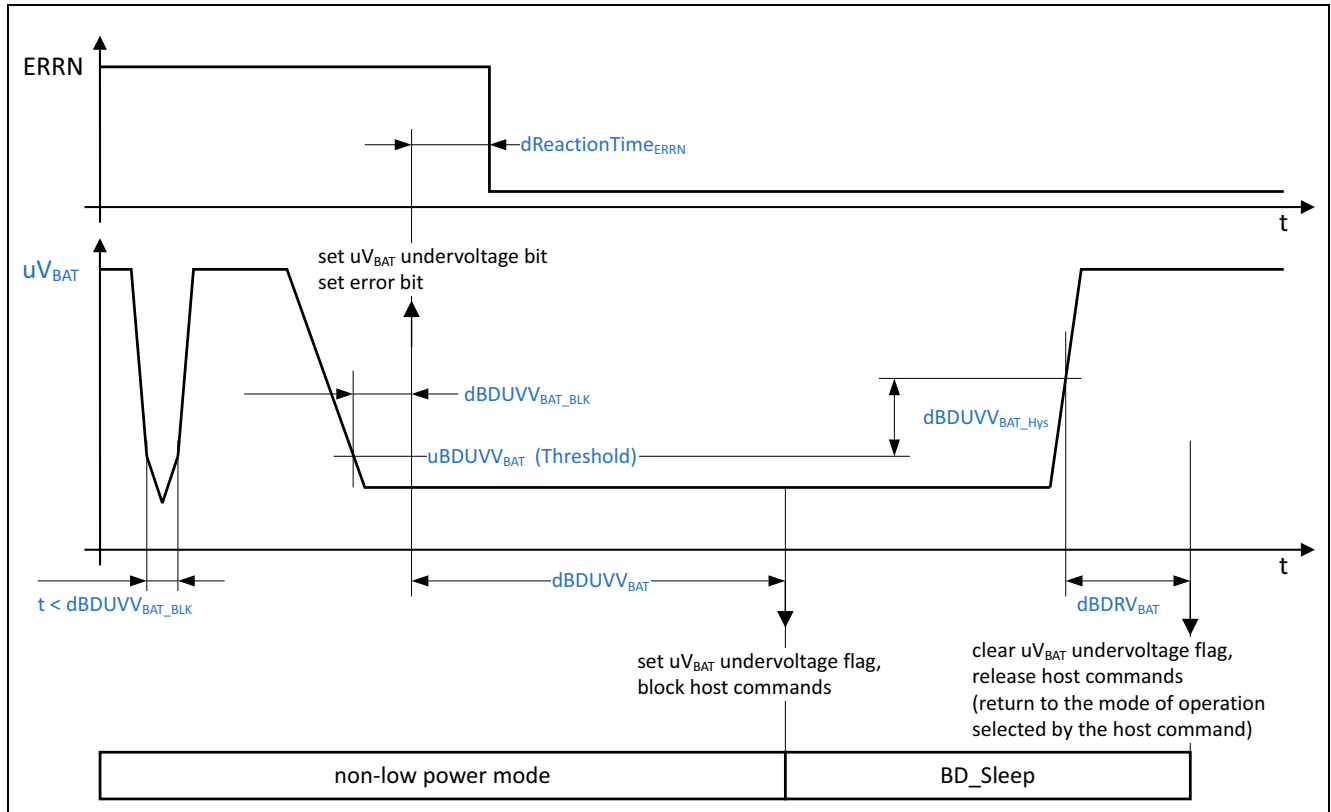 ERRN
dReactionTimeERRN
t
set uVBAT undervoltage bit
set error bit
uVBAT
dBDUVVBAT_BLK
dBDUVVBAT_Hys
uBDUVVBAT (Threshold)
t
t < dBDUVVBAT_BLK
dBDUVVBAT
dBDRVBAT
set uVBAT undervoltage flag,
block host commands
clear uVBAT undervoltage flag,
release host commands
(return to the mode of operation
selected by the host command)
non-low power mode
BD_Sleep